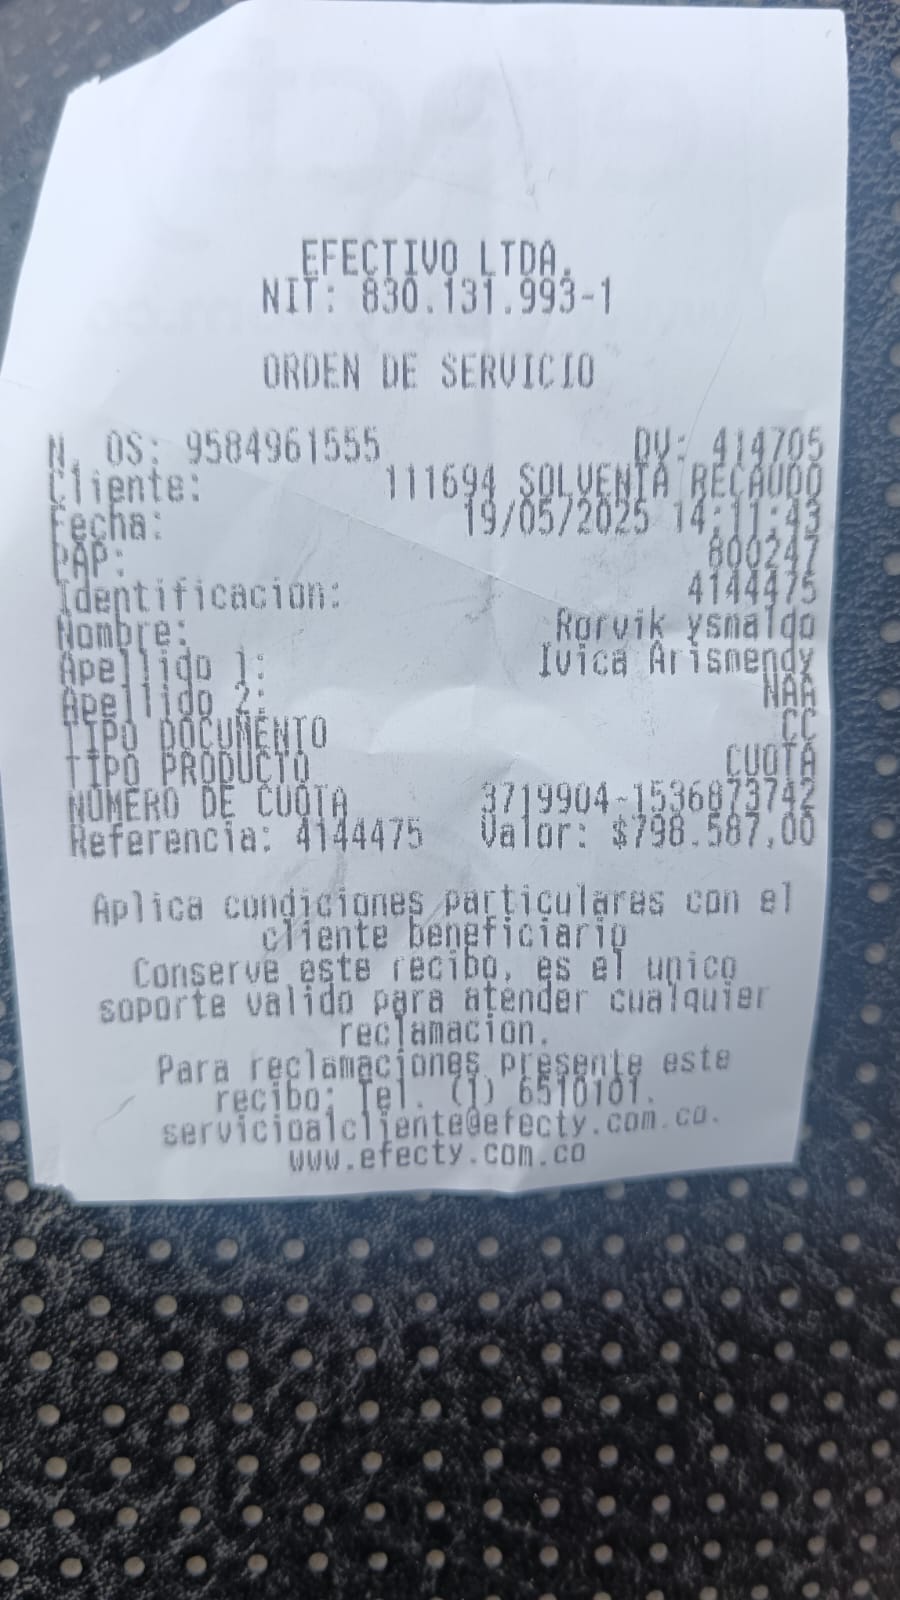 EFECTIVO LTDA.
NIT: 830.131.993-1
ORDEN DE SERVICIO
N. OS: 9584961555 DV: 414705
Cliente: 111694 SOLVENTA RECAUDO
Fecha: 19/05/2025 14:11:43
PAP: 800247
Identificacion: 4144475
Nombre: Rorvik ysmaldo
Apellido 1: Ivica Arismendy
Apellido 2: NAA
TIPO DOCUMENTO CC
TIPO PRODUCTO CUOTA
NUMERO DE CUOTA 3719904-1536873742
Referencia: 4144475 Valor: $798.587,00
Aplica condiciones particulares con el
cliente beneficiario
Conserve este recibo, es el unico
soporte valido para atender cualquier
reclamacion.
Para reclamaciones presente este
recibo: Tel. (1) 6510101.
servicioalcliente@efecty.com.co.
www.efecty.com.co